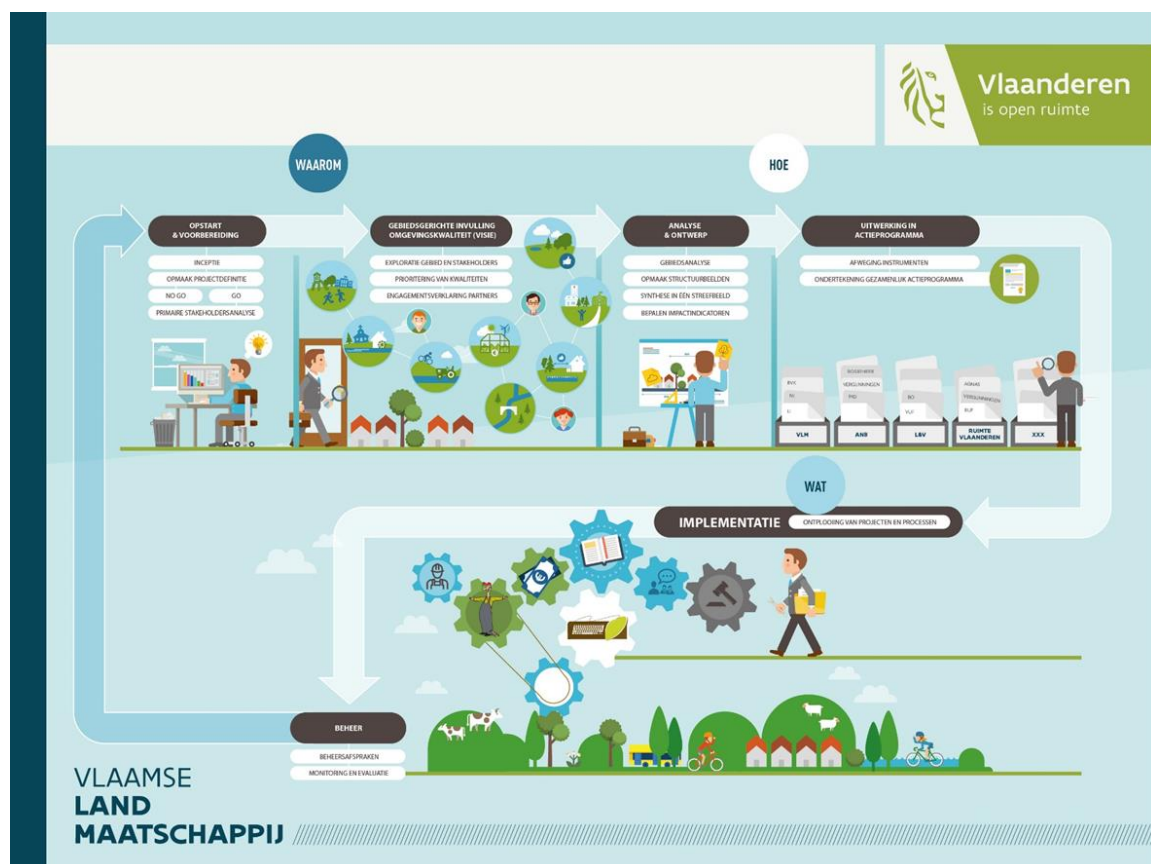 Vlaanderen
is open ruimte
WAAROM
HOE
OPSTART
& VOORBEREIDING
INCEPTIE
OPMAAK PROJECTDEFINITIE
NO GO
GO
PRIMAIRE STAKEHOLDERSANALYSE
GEBIEDSGERICHTE INVULLING
OMGEVINGSKWALITEIT (VISIE)
EXPLORATIE GEBIED EN STAKEHOLDERS
PRIORITERING VAN KWALITEITEN
ENGAGEMENTSVERKLARING PARTNERS
ANALYSE
& ONTWERP
GEBIEDSANALYSE
OPMAAK STRUCTUURBEELDEN
SYNTHESE IN ÉÉN STREEFBEELD
BEPALEN IMPACTINDICATOREN
UITWERKING IN
ACTIEPROGRAMMA
AFWEGING INSTRUMENTEN
ONDERTEKENING GEZAMENLIJK ACTIEPROGRAMMA
VERGUNNINGEN
VLM
ANB
LBV
RUIMTE
VLAANDEREN
XXX
WAT
IMPLEMENTATIE
ONTPLOOIING VAN PROJECTEN EN PROCESSEN
BEHEER
BEHEERSAFSPRAKEN
MONITORING EN EVALUATIE
VLAAMSE
LAND
MAATSCHAPPIJ